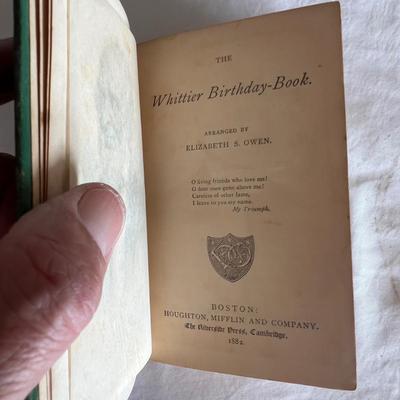 THE
Whittier Birthday-Book.
ARRANGED BY
ELIZABETH S. OWEN.
O living friends who love me!
O dear ones gone above me!
Careless of other fame,
I leave to you my name.
My Triumph.
BOSTON:
HOUGHTON, MIFFLIN AND COMPANY.
The Riverside Press, Cambridge.
1882.